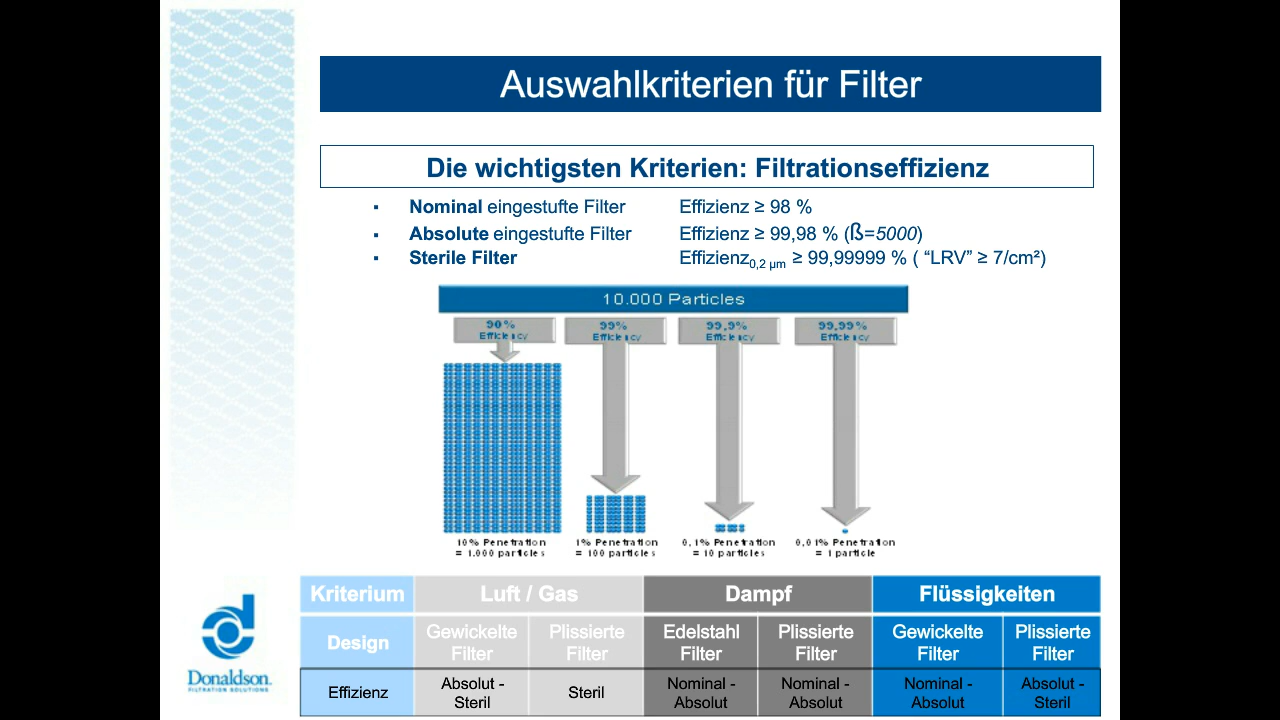 Auswahlkriterien für Filter
Die wichtigsten Kriterien: Filtrationseffizienz
▪ Nominal eingestufte Filter Effizienz ≥ 98 %
▪ Absolute eingestufte Filter Effizienz ≥ 99,98 % (ß=5000)
▪ Sterile Filter Effizienz0,2 µm ≥ 99,99999 % ( “LRV” ≥ 7/cm²)
10.000 Particles
90% 99% 99,9% 99,99%
Efficiency Efficiency Efficiency Efficiency
10% Penetration 1% Penetration 0,1% Penetration 0,01% Penetration
= 1.000 particles = 100 particles = 10 particles = 1 particle
Kriterium Luft / Gas Dampf Flüssigkeiten
Design Gewickelte Filter Plissierte Filter Edelstahl Filter Plissierte Filter Gewickelte Filter Plissierte Filter
Effizienz Absolut - Steril Steril Nominal - Absolut Nominal - Absolut Nominal - Absolut Absolut - Steril
Donaldson.
FILTRATION SOLUTIONS